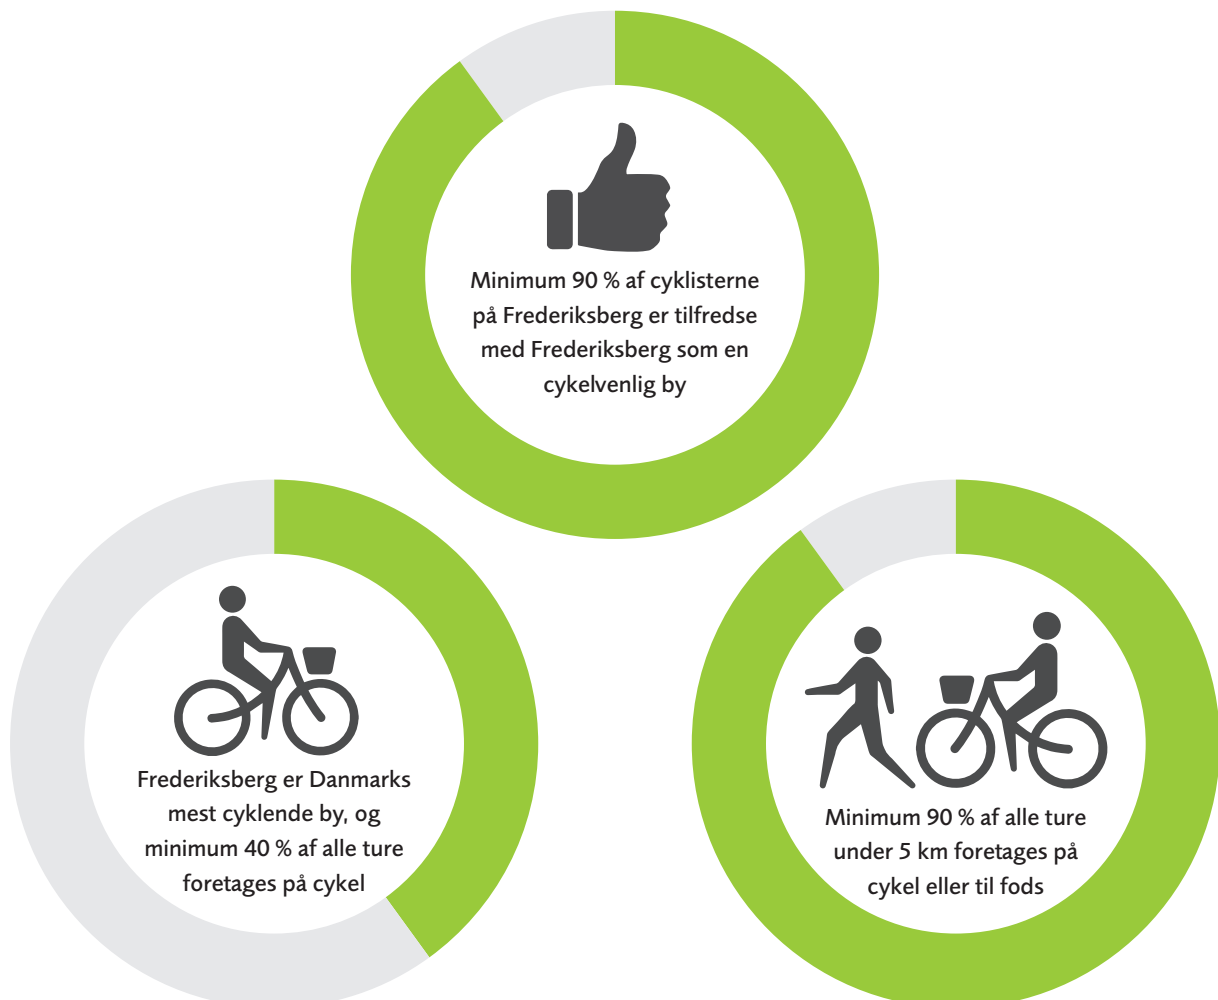 Minimum 90 % af cyklisterne
på Frederiksberg er tilfredse
med Frederiksberg som en
cykelvenlig by
Frederiksberg er Danmarks
mest cyklende by, og
minimum 40 % af alle ture
foretages på cykel
Minimum 90 % af alle ture
under 5 km foretages på
cykel eller til fods